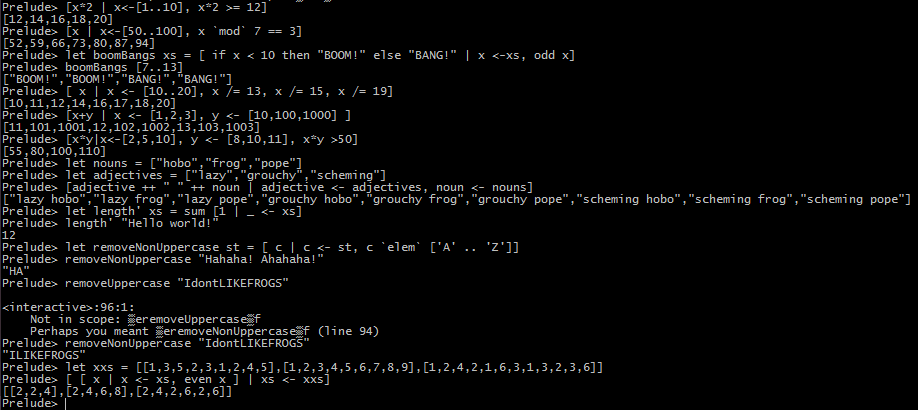 Prelude> [x*2 | x<-[1..10], x*2 >= 12]
[12,14,16,18,20]
Prelude> [x | x<-[50..100], x `mod` 7 == 3]
[52,59,66,73,80,87,94]
Prelude> let boomBangs xs = [ if x < 10 then "BOOM!" else "BANG!" | x <-xs, odd x]
Prelude> boomBangs [7..13]
["BOOM!","BOOM!","BANG!","BANG!"]
Prelude> [ x | x <- [10..20], x /= 13, x /= 15, x /= 19]
[10,11,12,14,16,17,18,20]
Prelude> [x+y | x <- [1,2,3], y <- [10,100,1000] ]
[11,101,1001,12,102,1002,13,103,1003]
Prelude> [x*y|x<-[2,5,10], y <- [8,10,11], x*y >50]
[55,80,100,110]
Prelude> let nouns = ["hobo","frog","pope"]
Prelude> let adjectives = ["lazy","grouchy","scheming"]
Prelude> [adjective ++ " " ++ noun | adjective <- adjectives, noun <- nouns]
["lazy hobo","lazy frog","lazy pope","grouchy hobo","grouchy frog","grouchy pope","scheming hobo","scheming frog","scheming pope"]
Prelude> let length' xs = sum [1 | _ <- xs]
Prelude> length' "Hello world!"
12
Prelude> let removeNonUppercase st = [ c | c <- st, c `elem` ['A' .. 'Z']]
Prelude> removeNonUppercase "Hahaha! Ahahaha!"
"HA"
Prelude> removeUppercase "IdontLIKEFROGS"
<interactive>:96:1:
Not in scope: ▒eremoveUppercase▒f
Perhaps you meant ▒eremoveNonUppercase▒f (line 94)
Prelude> removeNonUppercase "IdontLIKEFROGS"
"ILIKEFROGS"
Prelude> let xxs = [[1,3,5,2,3,1,2,4,5],[1,2,3,4,5,6,7,8,9],[1,2,4,2,1,6,3,1,3,2,3,6]]
Prelude> [ [ x | x <- xs, even x ] | xs <- xxs]
[[2,2,4],[2,4,6,8],[2,4,2,6,2,6]]
Prelude>